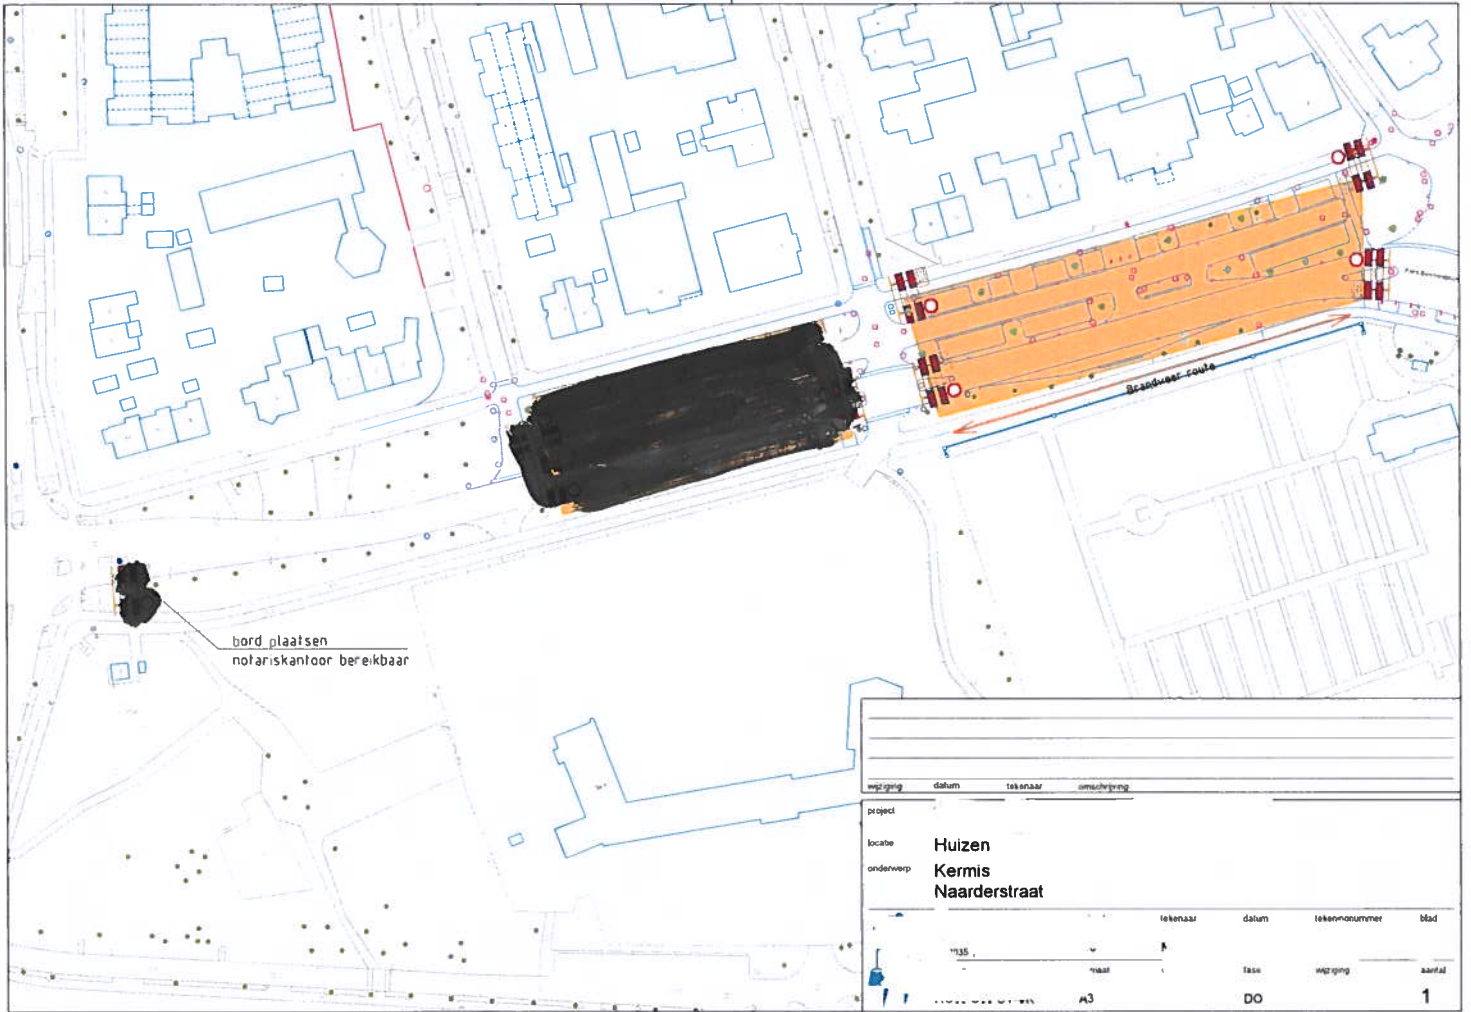 Brandweer route
bord plaatsen
notariskantoor bereikbaar
wijziging datum tekenaar omschrijving
project
locatie Huizen
onderwerp Kermis
Naarderstraat
tekenaar datum tekeningnummer blad
fase wijziging aantal
A3 DO 1